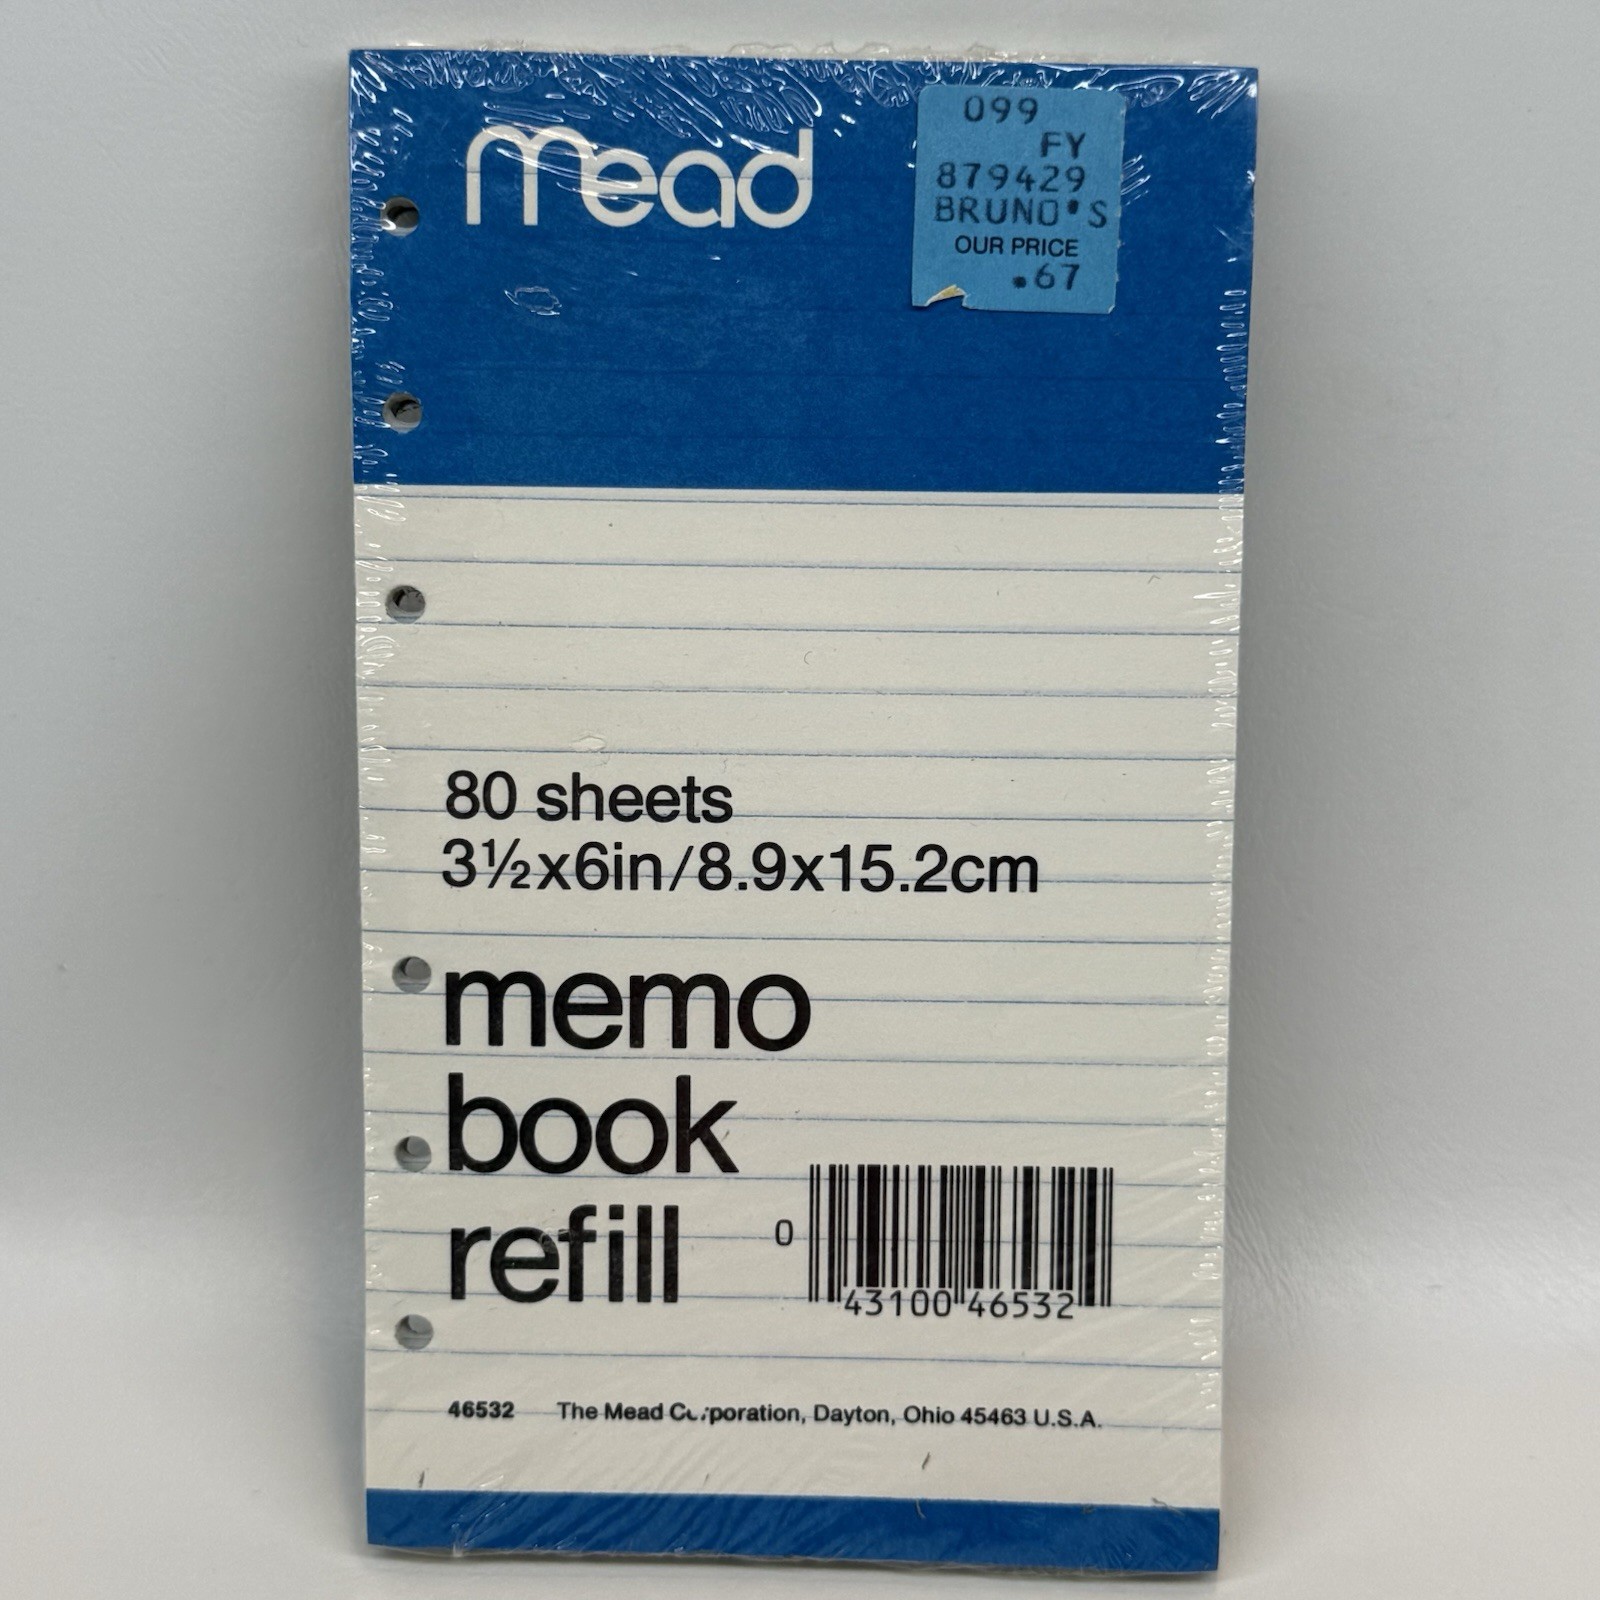 mead
099
FY
879429
BRUNO'S
OUR PRICE
.67
80 sheets
3½x6in/8.9x15.2cm
memo
book
refill
0 43100 46532
46532 The Mead Corporation, Dayton, Ohio 45463 U.S.A.